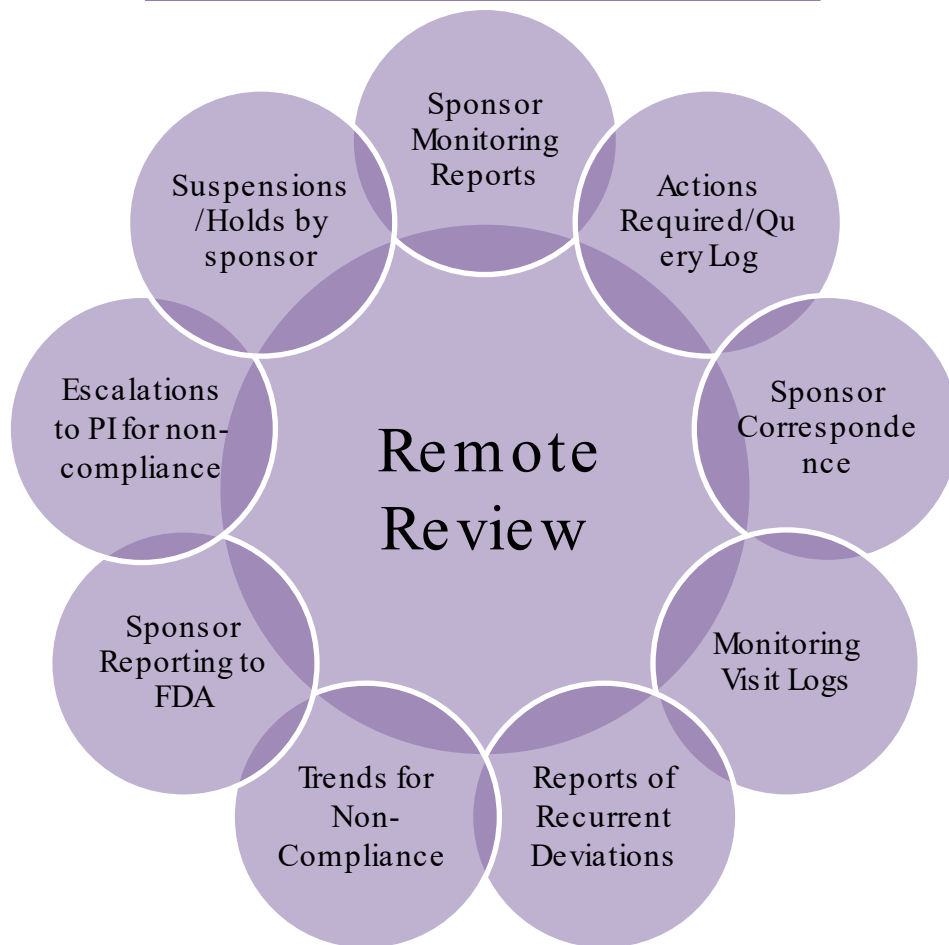 Sponsor
Monitoring
Reports
Actions
Required/Qu
ery Log
Sponsor
Corresponde
nce
Monitoring
Visit Logs
Reports of
Recurrent
Deviations
Trends for
Non-
Compliance
Sponsor
Reporting to
FDA
Escalations
to PI for non-
compliance
Suspensions
/Holds by
sponsor
Remote
Review